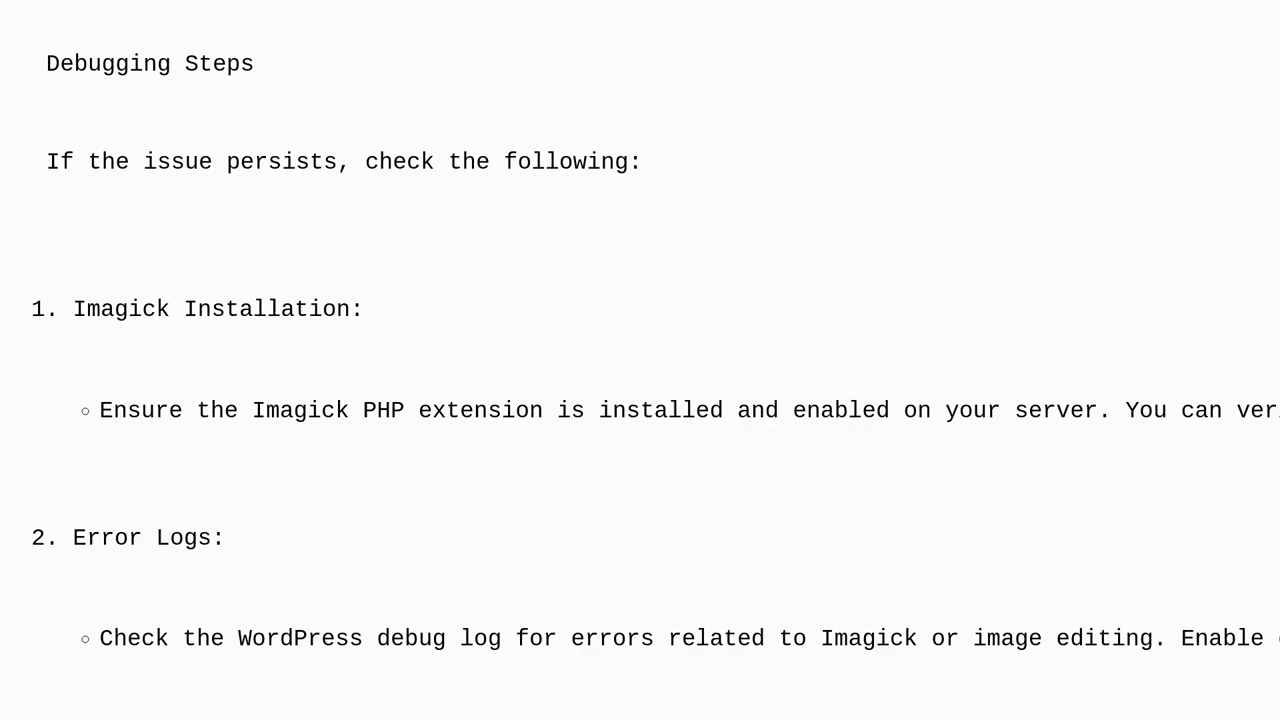 Debugging Steps
If the issue persists, check the following:
1. Imagick Installation:
○ Ensure the Imagick PHP extension is installed and enabled on your server. You can
2. Error Logs:
○ Check the WordPress debug log for errors related to Imagick or image editing. Enable